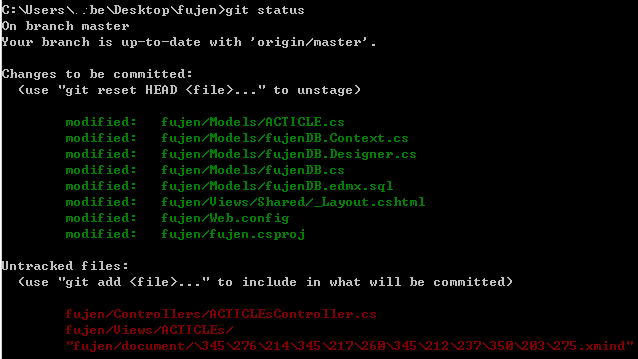 C:\Users\..be\Desktop\fujen>git status
On branch master
Your branch is up-to-date with 'origin/master'.
Changes to be committed:
(use "git reset HEAD <file>..." to unstage)
modified: fujen/Models/ACTICLE.cs
modified: fujen/Models/fujenDB.Context.cs
modified: fujen/Models/fujenDB.Designer.cs
modified: fujen/Models/fujenDB.cs
modified: fujen/Models/fujenDB.edmx.sql
modified: fujen/Views/Shared/_Layout.cshtml
modified: fujen/Web.config
modified: fujen/fujen.csproj
Untracked files:
(use "git add <file>..." to include in what will be committed)
fujen/Controllers/ACTICLEsController.cs
fujen/Views/ACTICLEs/
"fujen/document/\345\276\214\345\217\260\345\212\237\350\203\275.xmind"